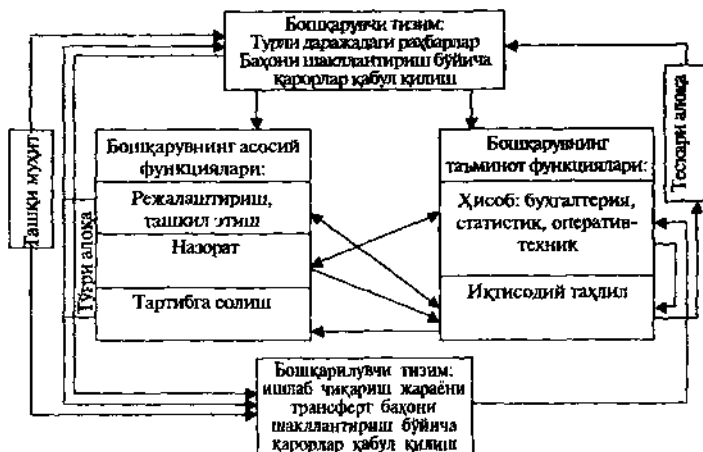 Бошқарувчи тизим:
Турли даражадаги раҳбарлар
Баҳони шакллантириш бўйича
қарорлар қабул қилиш
Ташқи муҳит
Тўғри алоқа
Бошқарувнинг асосий
функциялари:
Режалаштириш,
ташкил этиш
Назорат
Тартибга солиш
Бошқарувнинг
таъминот функциялари:
Ҳисоб: бухгалтерия,
статистик, оператив-
техник
Иқтисодий таҳлил
Тескари алоқа
Бошқарилувчи тизим:
ишлаб чиқариш жараёни
трансферт баҳони
шакллантириш бўйича
қарорлар қабул қилиш